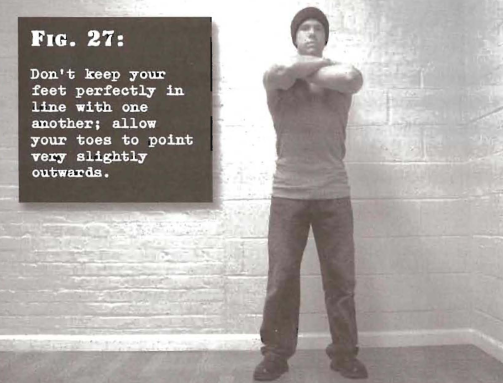 FIG. 27:
Don't keep your
feet perfectly in
line with one
another; allow
your toes to point
very slightly
outwards.